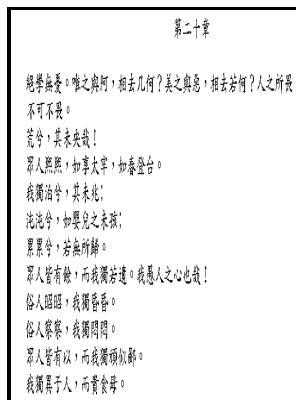 第二十章
絕學無憂。唯之與阿，相去几何？美之與惡，相去若何？人之所畏
不可不畏。
荒兮，其未央哉！
眾人熙熙，如享太牢，如春登台。
我獨泊兮，其未兆；
沌沌兮，如嬰兒之未孩；
累累兮，若無所歸。
眾人皆有餘，而我獨若遺。我愚人之心也哉！
俗人昭昭，我獨昏昏。
俗人察察，我獨悶悶。
眾人皆有以，而我獨頑似鄙。
我獨異于人，而貴食母。